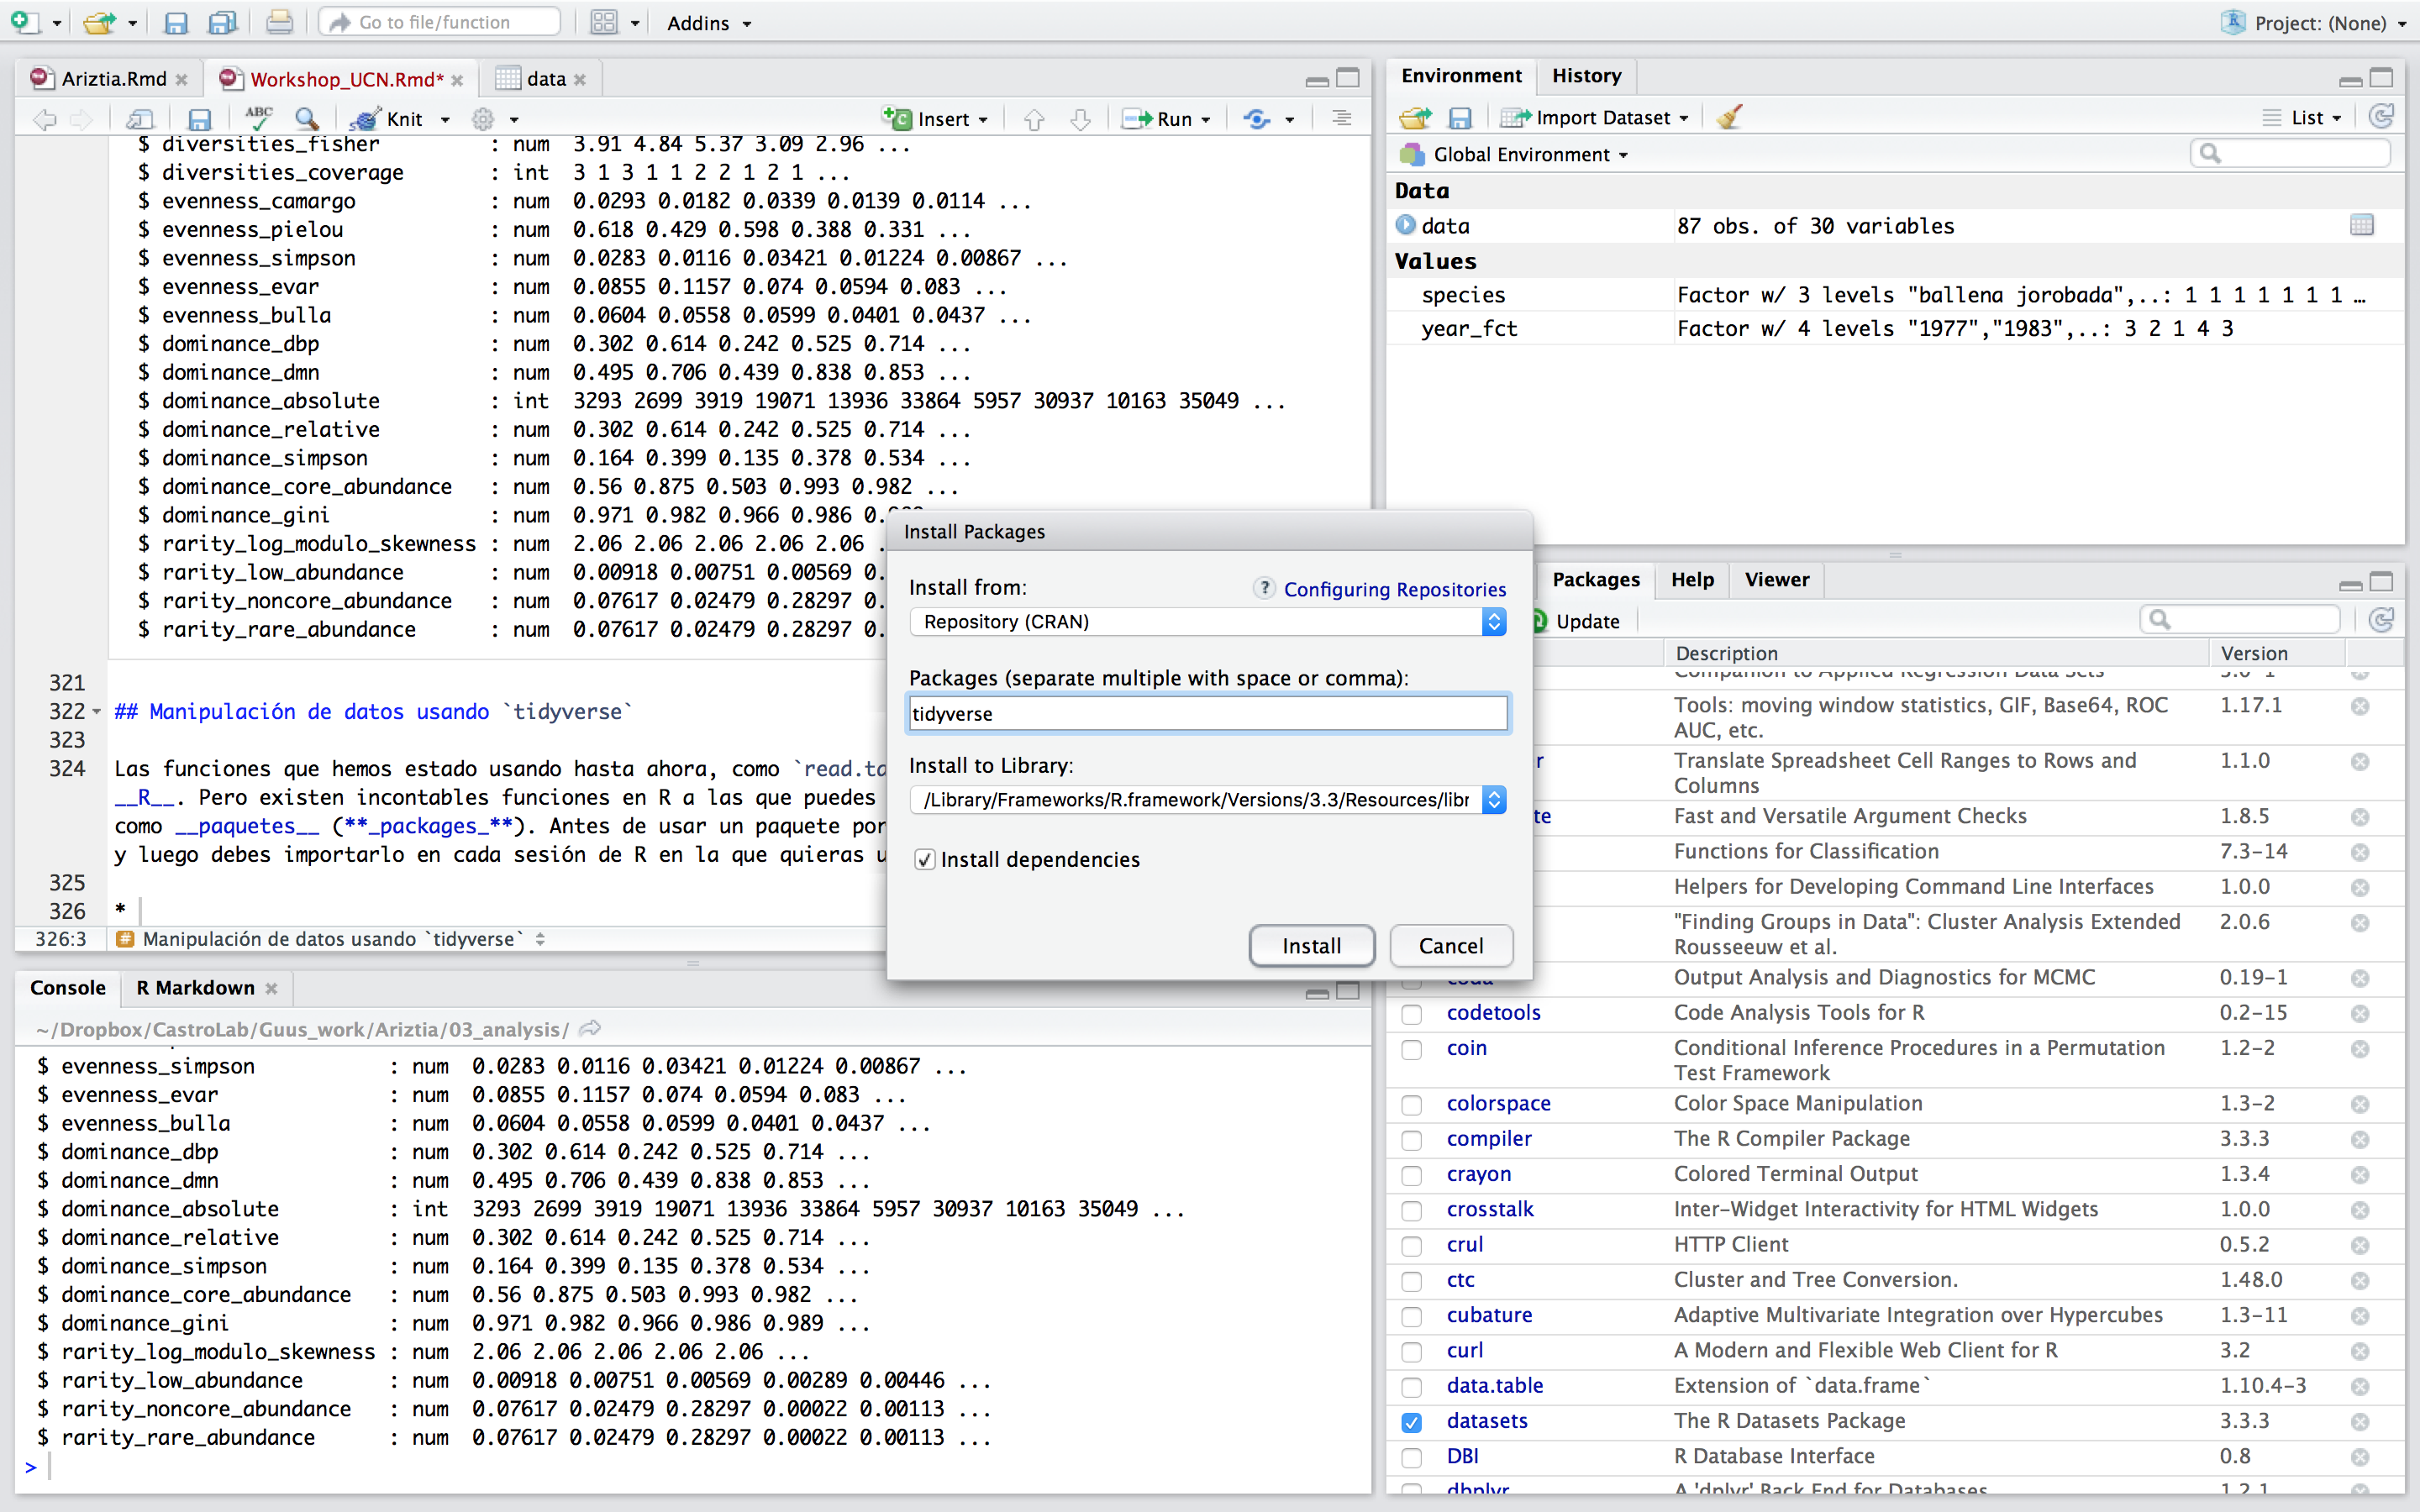 Go to file/function
Addins
Project: (None)
Ariztia.Rmd
Workshop_UCN.Rmd*
data
ABC
Knit
Insert
Run
$ diversities_fisher : num 3.91 4.84 5.37 3.09 2.96 ...
$ diversities_coverage : int 3 1 3 1 1 2 2 1 2 1 ...
$ evenness_camargo : num 0.0293 0.0182 0.0339 0.0139 0.0114 ...
$ evenness_pielou : num 0.618 0.429 0.598 0.388 0.331 ...
$ evenness_simpson : num 0.0283 0.0116 0.03421 0.01224 0.00867 ...
$ evenness_evar : num 0.0855 0.1157 0.074 0.0594 0.083 ...
$ evenness_bulla : num 0.0604 0.0558 0.0599 0.0401 0.0437 ...
$ dominance_dbp : num 0.302 0.614 0.242 0.525 0.714 ...
$ dominance_dmn : num 0.495 0.706 0.439 0.838 0.853 ...
$ dominance_absolute : int 3293 2699 3919 19071 13936 33864 5957 30937 10163 35049 ...
$ dominance_relative : num 0.302 0.614 0.242 0.525 0.714 ...
$ dominance_simpson : num 0.164 0.399 0.135 0.378 0.534 ...
$ dominance_core_abundance : num 0.56 0.875 0.503 0.993 0.982 ...
$ dominance_gini : num 0.971 0.982 0.966 0.986 0.
$ rarity_log_modulo_skewness : num 2.06 2.06 2.06 2.06 2.06 .
$ rarity_low_abundance : num 0.00918 0.00751 0.00569 0.
$ rarity_noncore_abundance : num 0.07617 0.02479 0.28297 0.
$ rarity_rare_abundance : num 0.07617 0.02479 0.28297 0.
321
322 ## Manipulación de datos usando `tidyverse`
323
324 Las funciones que hemos estado usando hasta ahora, como `read.ta
__R__. Pero existen incontables funciones en R a las que puedes
como __paquetes__ (**_packages_**). Antes de usar un paquete por
y luego debes importarlo en cada sesión de R en la que quieras u
325
326 *
326:3 # Manipulación de datos usando `tidyverse`
Console
R Markdown
~/Dropbox/CastroLab/Guus_work/Ariztia/03_analysis/
$ evenness_simpson : num 0.0283 0.0116 0.03421 0.01224 0.00867 ...
$ evenness_evar : num 0.0855 0.1157 0.074 0.0594 0.083 ...
$ evenness_bulla : num 0.0604 0.0558 0.0599 0.0401 0.0437 ...
$ dominance_dbp : num 0.302 0.614 0.242 0.525 0.714 ...
$ dominance_dmn : num 0.495 0.706 0.439 0.838 0.853 ...
$ dominance_absolute : int 3293 2699 3919 19071 13936 33864 5957 30937 10163 35049 ...
$ dominance_relative : num 0.302 0.614 0.242 0.525 0.714 ...
$ dominance_simpson : num 0.164 0.399 0.135 0.378 0.534 ...
$ dominance_core_abundance : num 0.56 0.875 0.503 0.993 0.982 ...
$ dominance_gini : num 0.971 0.982 0.966 0.986 0.989 ...
$ rarity_log_modulo_skewness : num 2.06 2.06 2.06 2.06 2.06 ...
$ rarity_low_abundance : num 0.00918 0.00751 0.00569 0.00289 0.00446 ...
$ rarity_noncore_abundance : num 0.07617 0.02479 0.28297 0.00022 0.00113 ...
$ rarity_rare_abundance : num 0.07617 0.02479 0.28297 0.00022 0.00113 ...
>
Install Packages
Install from:
? Configuring Repositories
Repository (CRAN)
Packages (separate multiple with space or comma):
tidyverse
Install to Library:
/Library/Frameworks/R.framework/Versions/3.3/Resources/libr
Install dependencies
Install
Cancel
Environment
History
Import Dataset
List
Global Environment
Data
data 87 obs. of 30 variables
Values
species Factor w/ 3 levels "ballena jorobada",..: 1 1 1 1 1 1 1 …
year_fct Factor w/ 4 levels "1977","1983",..: 3 2 1 4 3
Packages
Help
Viewer
Update
Description Version
Companion to Applied Regression Data Sets 3.0-1
Tools: moving window statistics, GIF, Base64, ROC 1.17.1
AUC, etc.
r Translate Spreadsheet Cell Ranges to Rows and 1.1.0
Columns
te Fast and Versatile Argument Checks 1.8.5
Functions for Classification 7.3-14
Helpers for Developing Command Line Interfaces 1.0.0
"Finding Groups in Data": Cluster Analysis Extended 2.0.6
Rousseeuw et al.
coda Output Analysis and Diagnostics for MCMC 0.19-1
codetools Code Analysis Tools for R 0.2-15
coin Conditional Inference Procedures in a Permutation 1.2-2
Test Framework
colorspace Color Space Manipulation 1.3-2
compiler The R Compiler Package 3.3.3
crayon Colored Terminal Output 1.3.4
crosstalk Inter-Widget Interactivity for HTML Widgets 1.0.0
crul HTTP Client 0.5.2
ctc Cluster and Tree Conversion. 1.48.0
cubature Adaptive Multivariate Integration over Hypercubes 1.3-11
curl A Modern and Flexible Web Client for R 3.2
data.table Extension of `data.frame` 1.10.4-3
datasets The R Datasets Package 3.3.3
DBI R Database Interface 0.8
dbplyr A 'dplyr' Back End for Databases 1.2.1